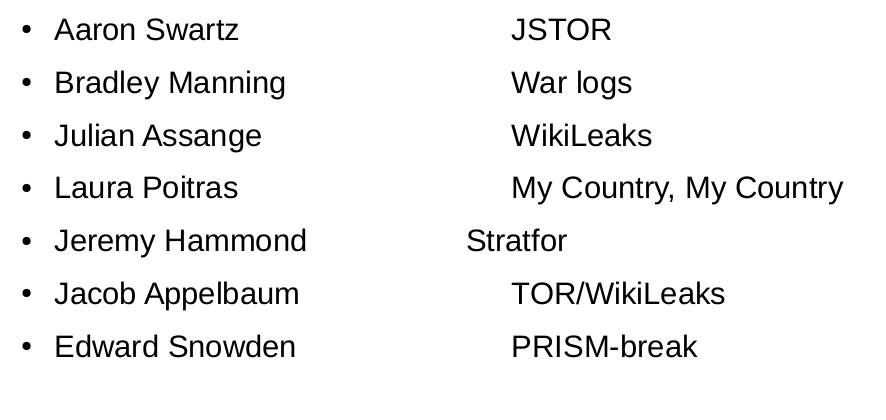 • Aaron Swartz JSTOR
• Bradley Manning War logs
• Julian Assange WikiLeaks
• Laura Poitras My Country, My Country
• Jeremy Hammond Stratfor
• Jacob Appelbaum TOR/WikiLeaks
• Edward Snowden PRISM-break